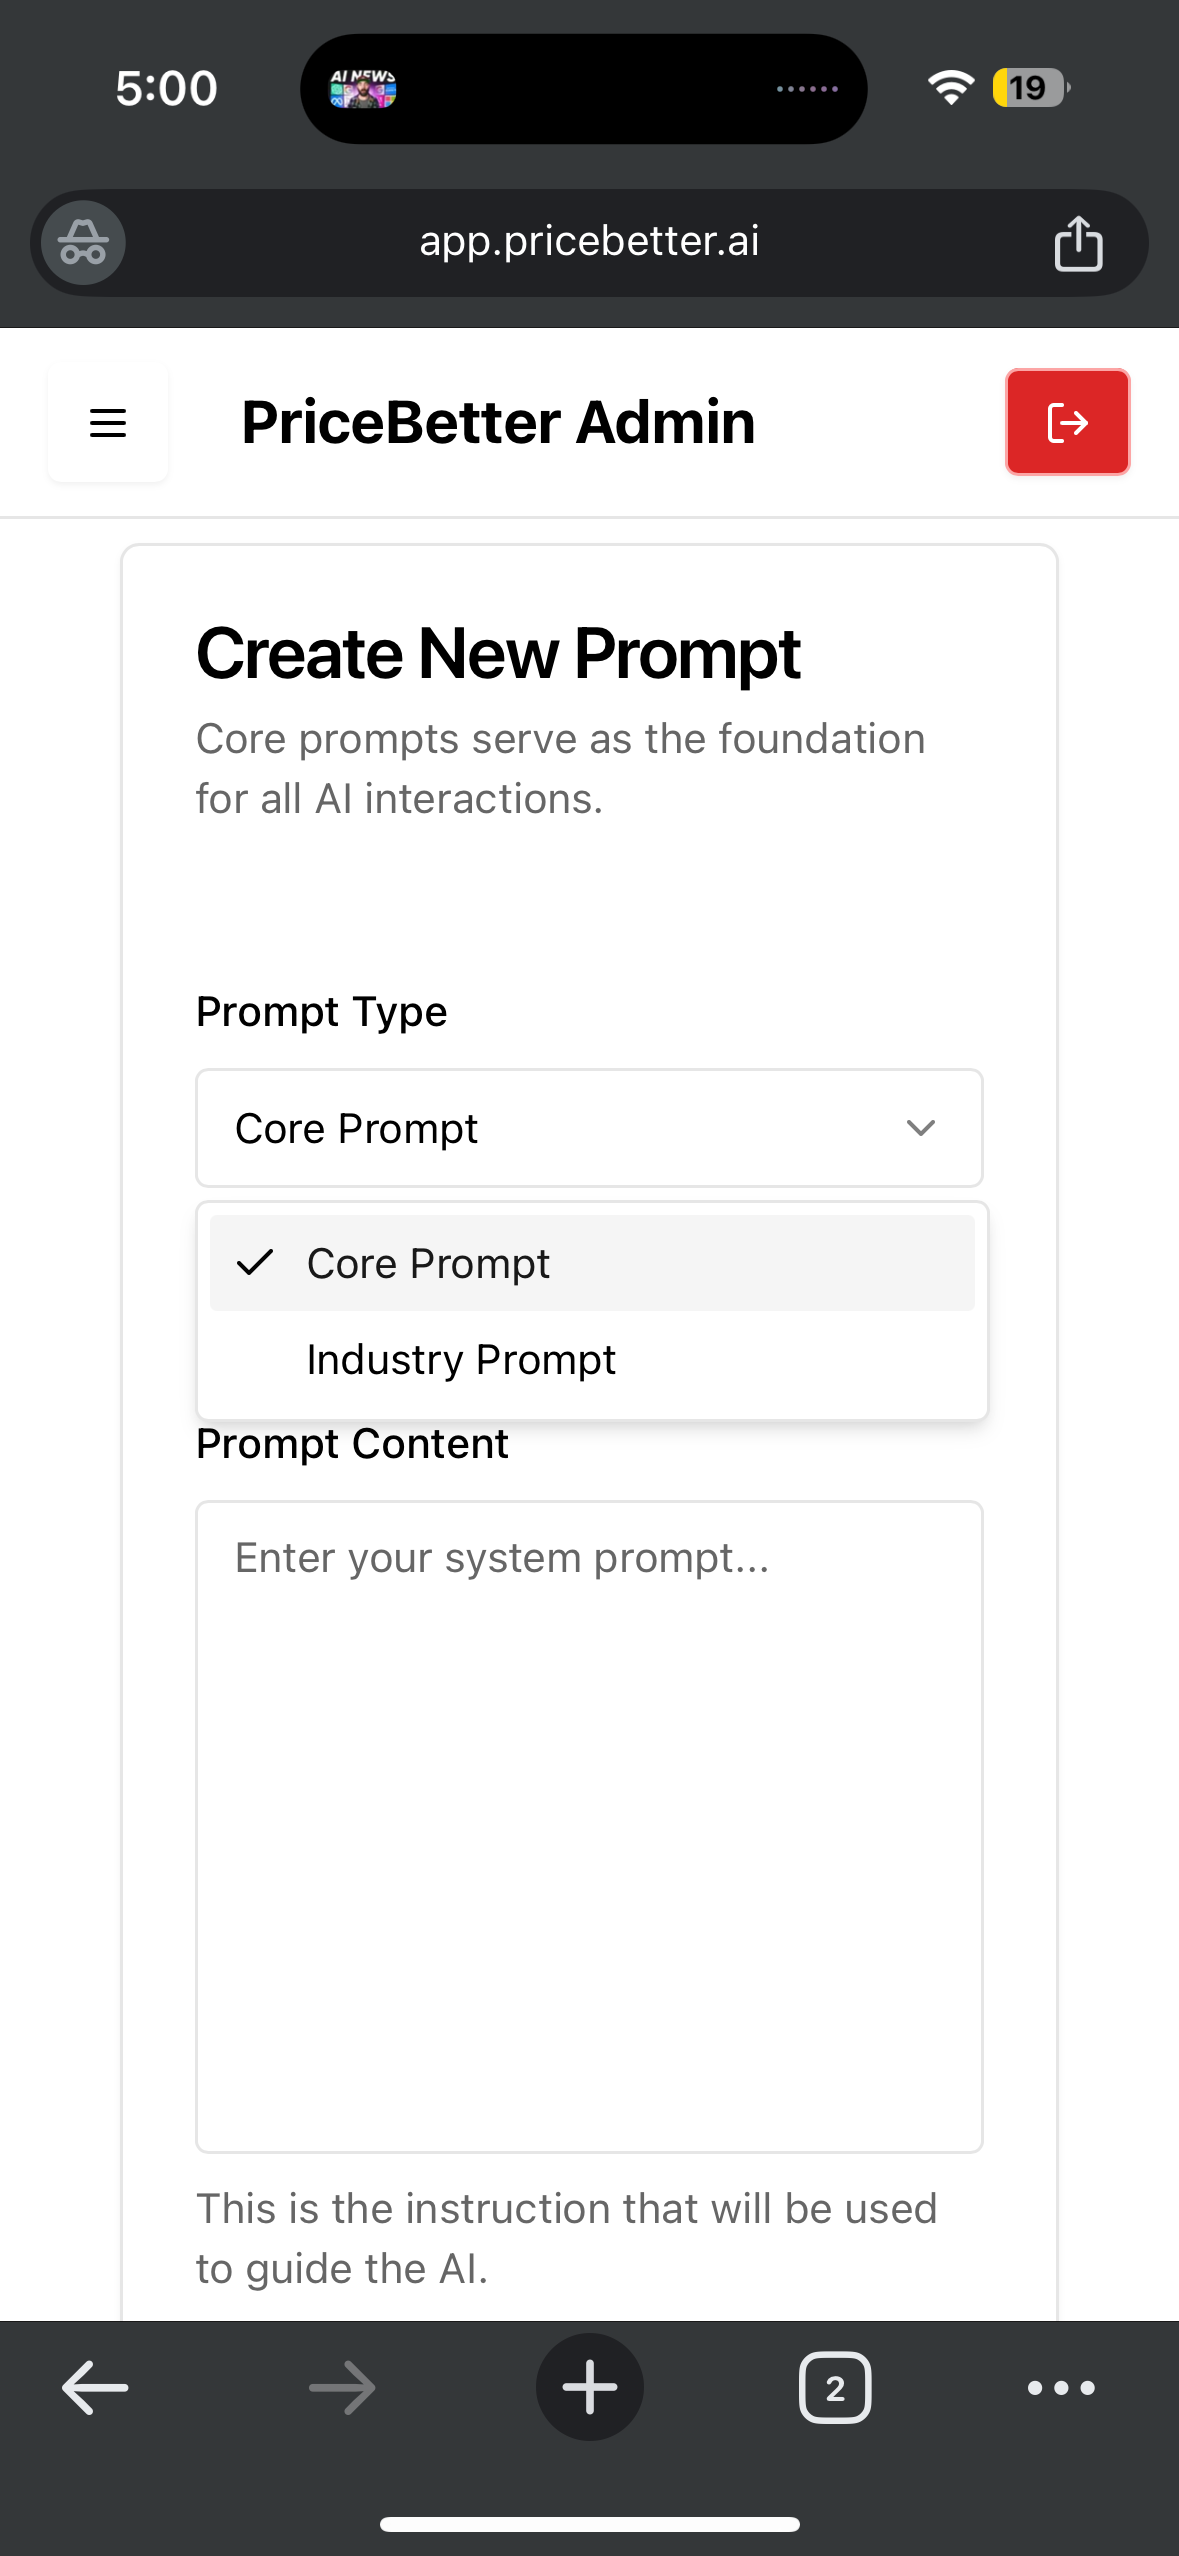 5:00
AI NEWS
19
app.pricebetter.ai
PriceBetter Admin
Create New Prompt
Core prompts serve as the foundation
for all AI interactions.
Prompt Type
Core Prompt
Core Prompt
Industry Prompt
Prompt Content
Enter your system prompt...
This is the instruction that will be used
to guide the AI.
2